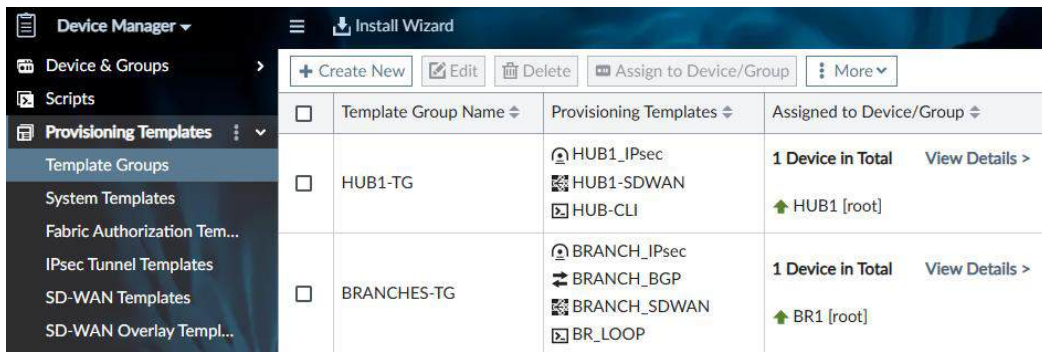 Device Manager
Install Wizard
Device & Groups
Scripts
Provisioning Templates
Template Groups
System Templates
Fabric Authorization Tem...
IPsec Tunnel Templates
SD-WAN Templates
SD-WAN Overlay Templ...
+ Create New Edit Delete Assign to Device/Group More
Template Group Name Provisioning Templates Assigned to Device/Group
HUB1-TG
HUB1_IPsec
HUB1-SDWAN
HUB-CLI
1 Device in Total View Details >
HUB1 [root]
BRANCHES-TG
BRANCH_IPsec
BRANCH_BGP
BRANCH_SDWAN
BR_LOOP
1 Device in Total View Details >
BR1 [root]